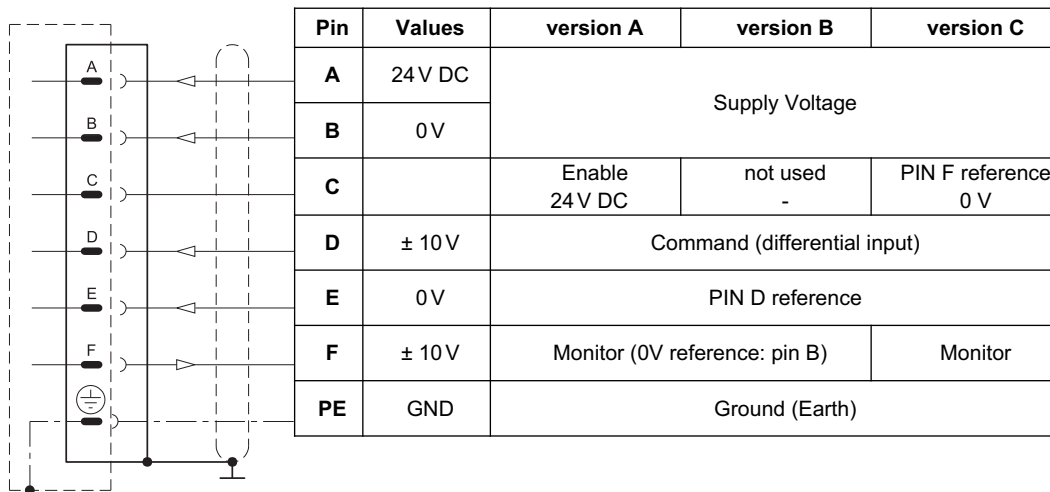 Pin Values version A version B version C
A 24 V DC Supply Voltage
B 0 V
C Enable 24 V DC not used - PIN F reference 0 V
D ± 10 V Command (differential input)
E 0 V PIN D reference
F ± 10 V Monitor (0V reference: pin B) Monitor
PE GND Ground (Earth)
A
B
C
D
E
F